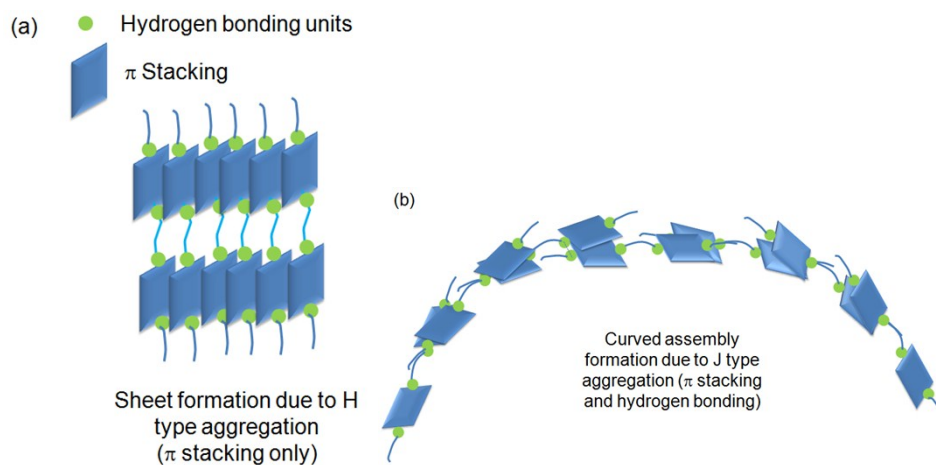 (a)
Hydrogen bonding units
π Stacking
(b)
Sheet formation due to H
type aggregation
(π stacking only)
Curved assembly
formation due to J type
aggregation (π stacking
and hydrogen bonding)